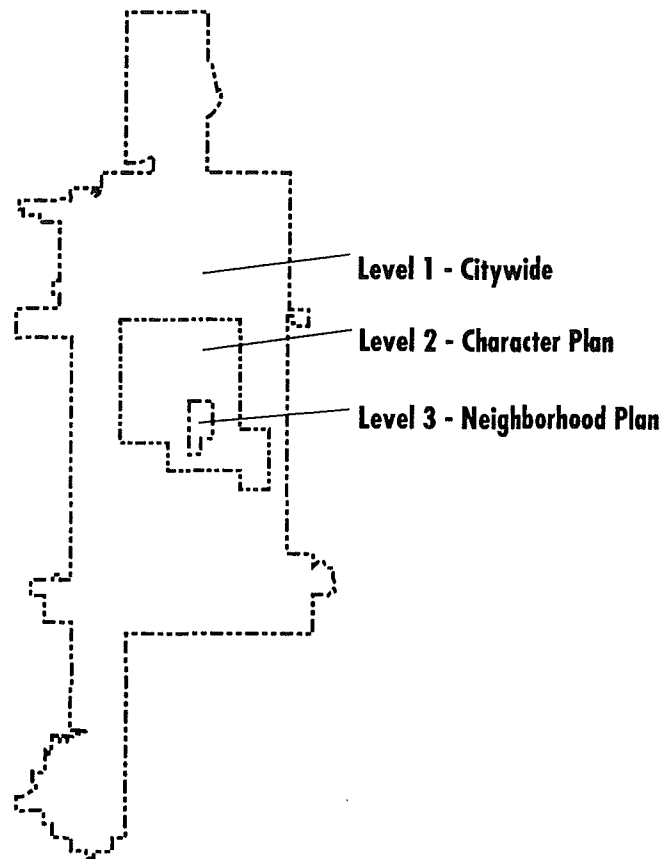 Level 1 - Citywide
Level 2 - Character Plan
Level 3 - Neighborhood Plan